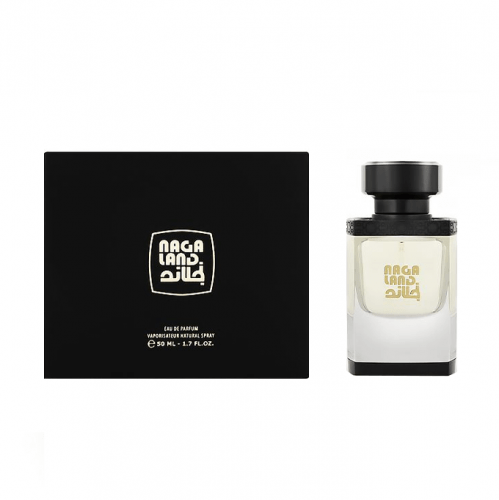 NAGA
LAND.
EAU DE PARFUM
VAPORISATEUR NATURAL SPRAY
℮ 50 ML - 1.7 FL.OZ.
NAGA
LAND.